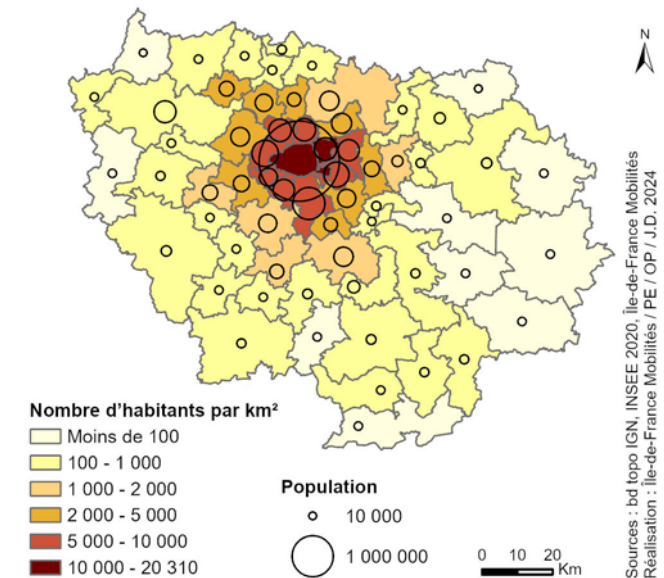 N
Nombre d'habitants par km²
Moins de 100
100 - 1 000
1 000 - 2 000
2 000 - 5 000
5 000 - 10 000
10 000 - 20 310
Population
10 000
1 000 000
0 10 20
Km
Sources : bd topo IGN, INSEE 2020, Île-de-France Mobilités
Réalisation : Île-de-France Mobilités / PE / OP / J.D. 2024